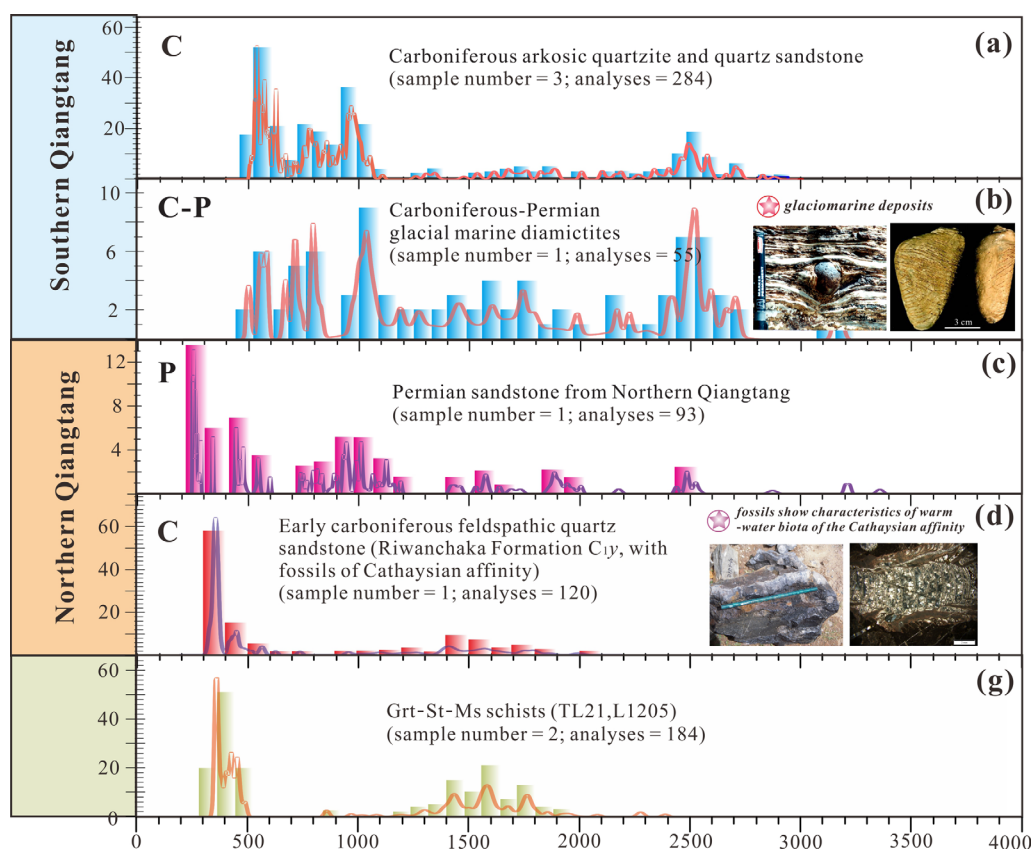 Southern Qiangtang
Northern Qiangtang
60
40
20
C
(a)
Carboniferous arkosic quartzite and quartz sandstone
(sample number = 3; analyses = 284)
10
6
2
C-P
(b)
Carboniferous-Permian
glacial marine diamictites
(sample number = 1; analyses = 55)
glaciomarine deposits
3 cm
12
8
4
P
(c)
Permian sandstone from Northern Qiangtang
(sample number = 1; analyses = 93)
60
40
20
C
(d)
Early carboniferous feldspathic quartz
sandstone (Riwanchaka Formation C₁y, with
fossils of Cathaysian affinity)
(sample number = 1; analyses = 120)
fossils show characteristics of warm
-water biota of the Cathaysian affinity
60
40
20
0
(g)
Grt-St-Ms schists (TL21,L1205)
(sample number = 2; analyses = 184)
0 500 1000 1500 2000 2500 3000 3500 4000